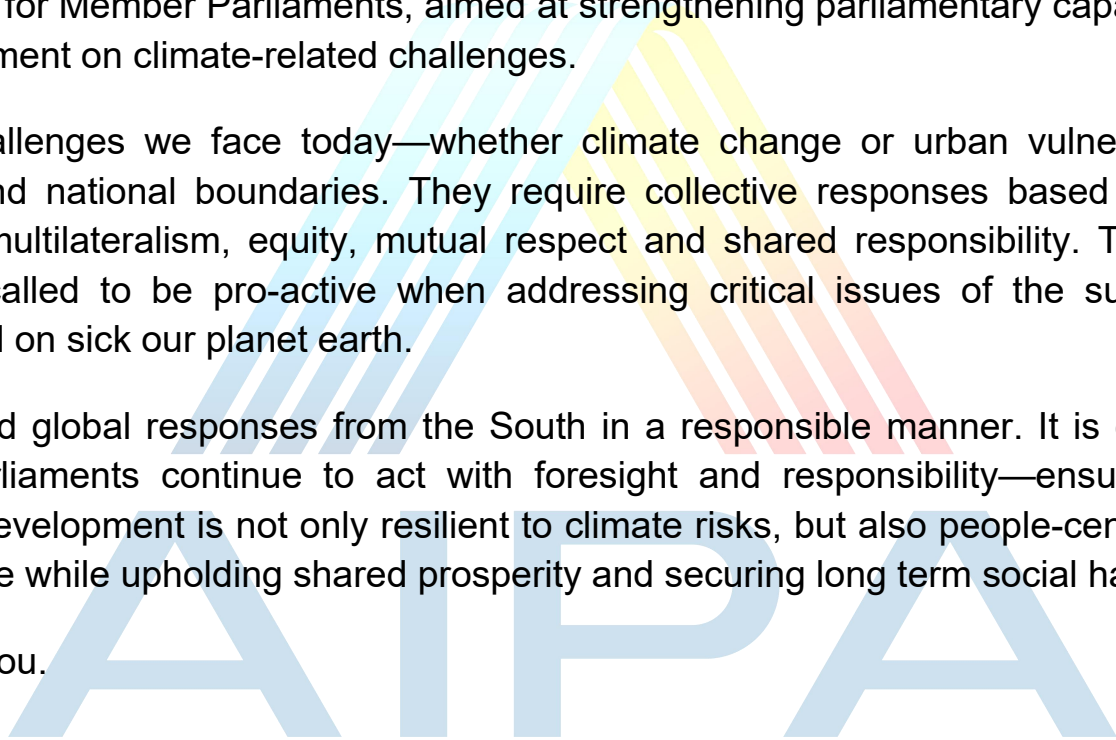 for Member Parliaments, aimed at strengthening parliamentary capa
ment on climate-related challenges.
allenges we face today—whether climate change or urban vulne
nd national boundaries. They require collective responses based
multilateralism, equity, mutual respect and shared responsibility. T
called to be pro-active when addressing critical issues of the su
on sick our planet earth.
d global responses from the South in a responsible manner. It is
rliaments continue to act with foresight and responsibility—ensu
evelopment is not only resilient to climate risks, but also people-cen
e while upholding shared prosperity and securing long term social ha
ou.
AIPA